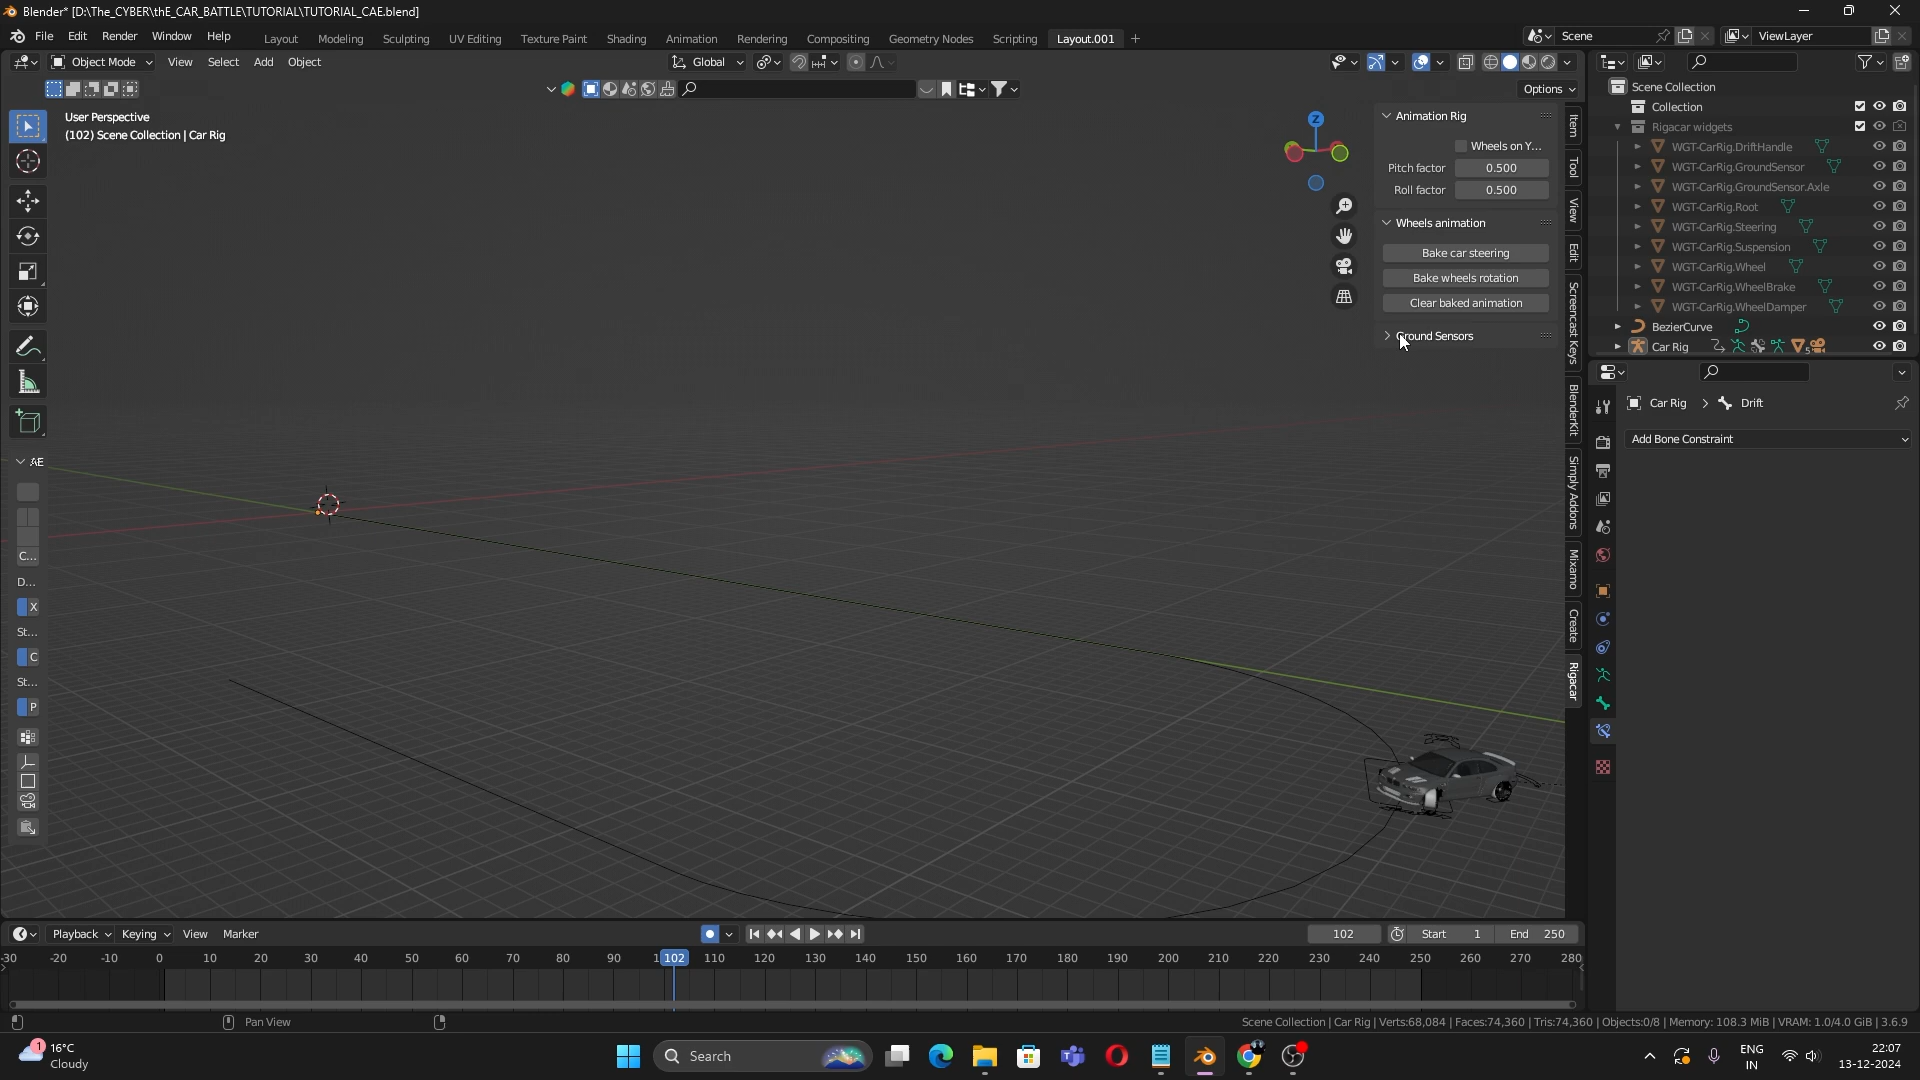 Blender* [D:\The_CYBER\thE_CAR_BATTLE\TUTORIAL\TUTORIAL_CAE.blend]
File Edit Render Window Help
Layout Modeling Sculpting UV Editing Texture Paint Shading Animation Rendering Compositing Geometry Nodes Scripting Layout.001
Scene
ViewLayer
Object Mode View Select Add Object
Global
Options
User Perspective
(102) Scene Collection | Car Rig
Z
Animation Rig
Wheels on Y...
Pitch factor 0.500
Roll factor 0.500
Wheels animation
Bake car steering
Bake wheels rotation
Clear baked animation
Ground Sensors
Item
Tool
View
Edit
Screencast Keys
BlenderKit
Simply Addons
Mixamo
Create
Rigacar
Scene Collection
Collection
Rigacar widgets
WGT-CarRig.DriftHandle
WGT-CarRig.GroundSensor
WGT-CarRig.GroundSensor.Axle
WGT-CarRig.Root
WGT-CarRig.Steering
WGT-CarRig.Suspension
WGT-CarRig.Wheel
WGT-CarRig.WheelBrake
WGT-CarRig.WheelDamper
BezierCurve
Car Rig 5
Car Rig > Drift
Add Bone Constraint
AE
C...
D...
X
St...
C
St...
P
Playback Keying View Marker
102 Start 1 End 250
-30 -20 -10 0 10 20 30 40 50 60 70 80 90 1 102 110 120 130 140 150 160 170 180 190 200 210 220 230 240 250 260 270 280
Pan View
Scene Collection | Car Rig | Verts:68,084 | Faces:74,360 | Tris:74,360 | Objects:0/8 | Memory: 108.3 MiB | VRAM: 1.0/4.0 GiB | 3.6.9
1
16°C
Cloudy
Search
ENG
IN
22:07
13-12-2024